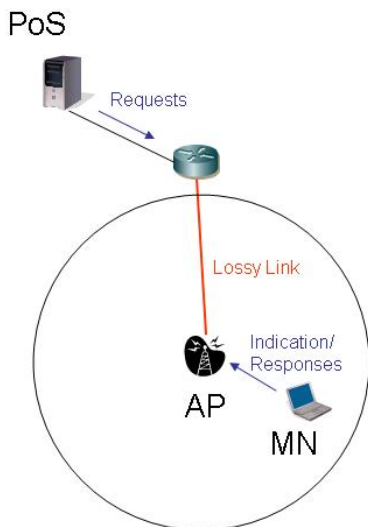 PoS
Requests
Lossy Link
Indication/
Responses
AP
MN